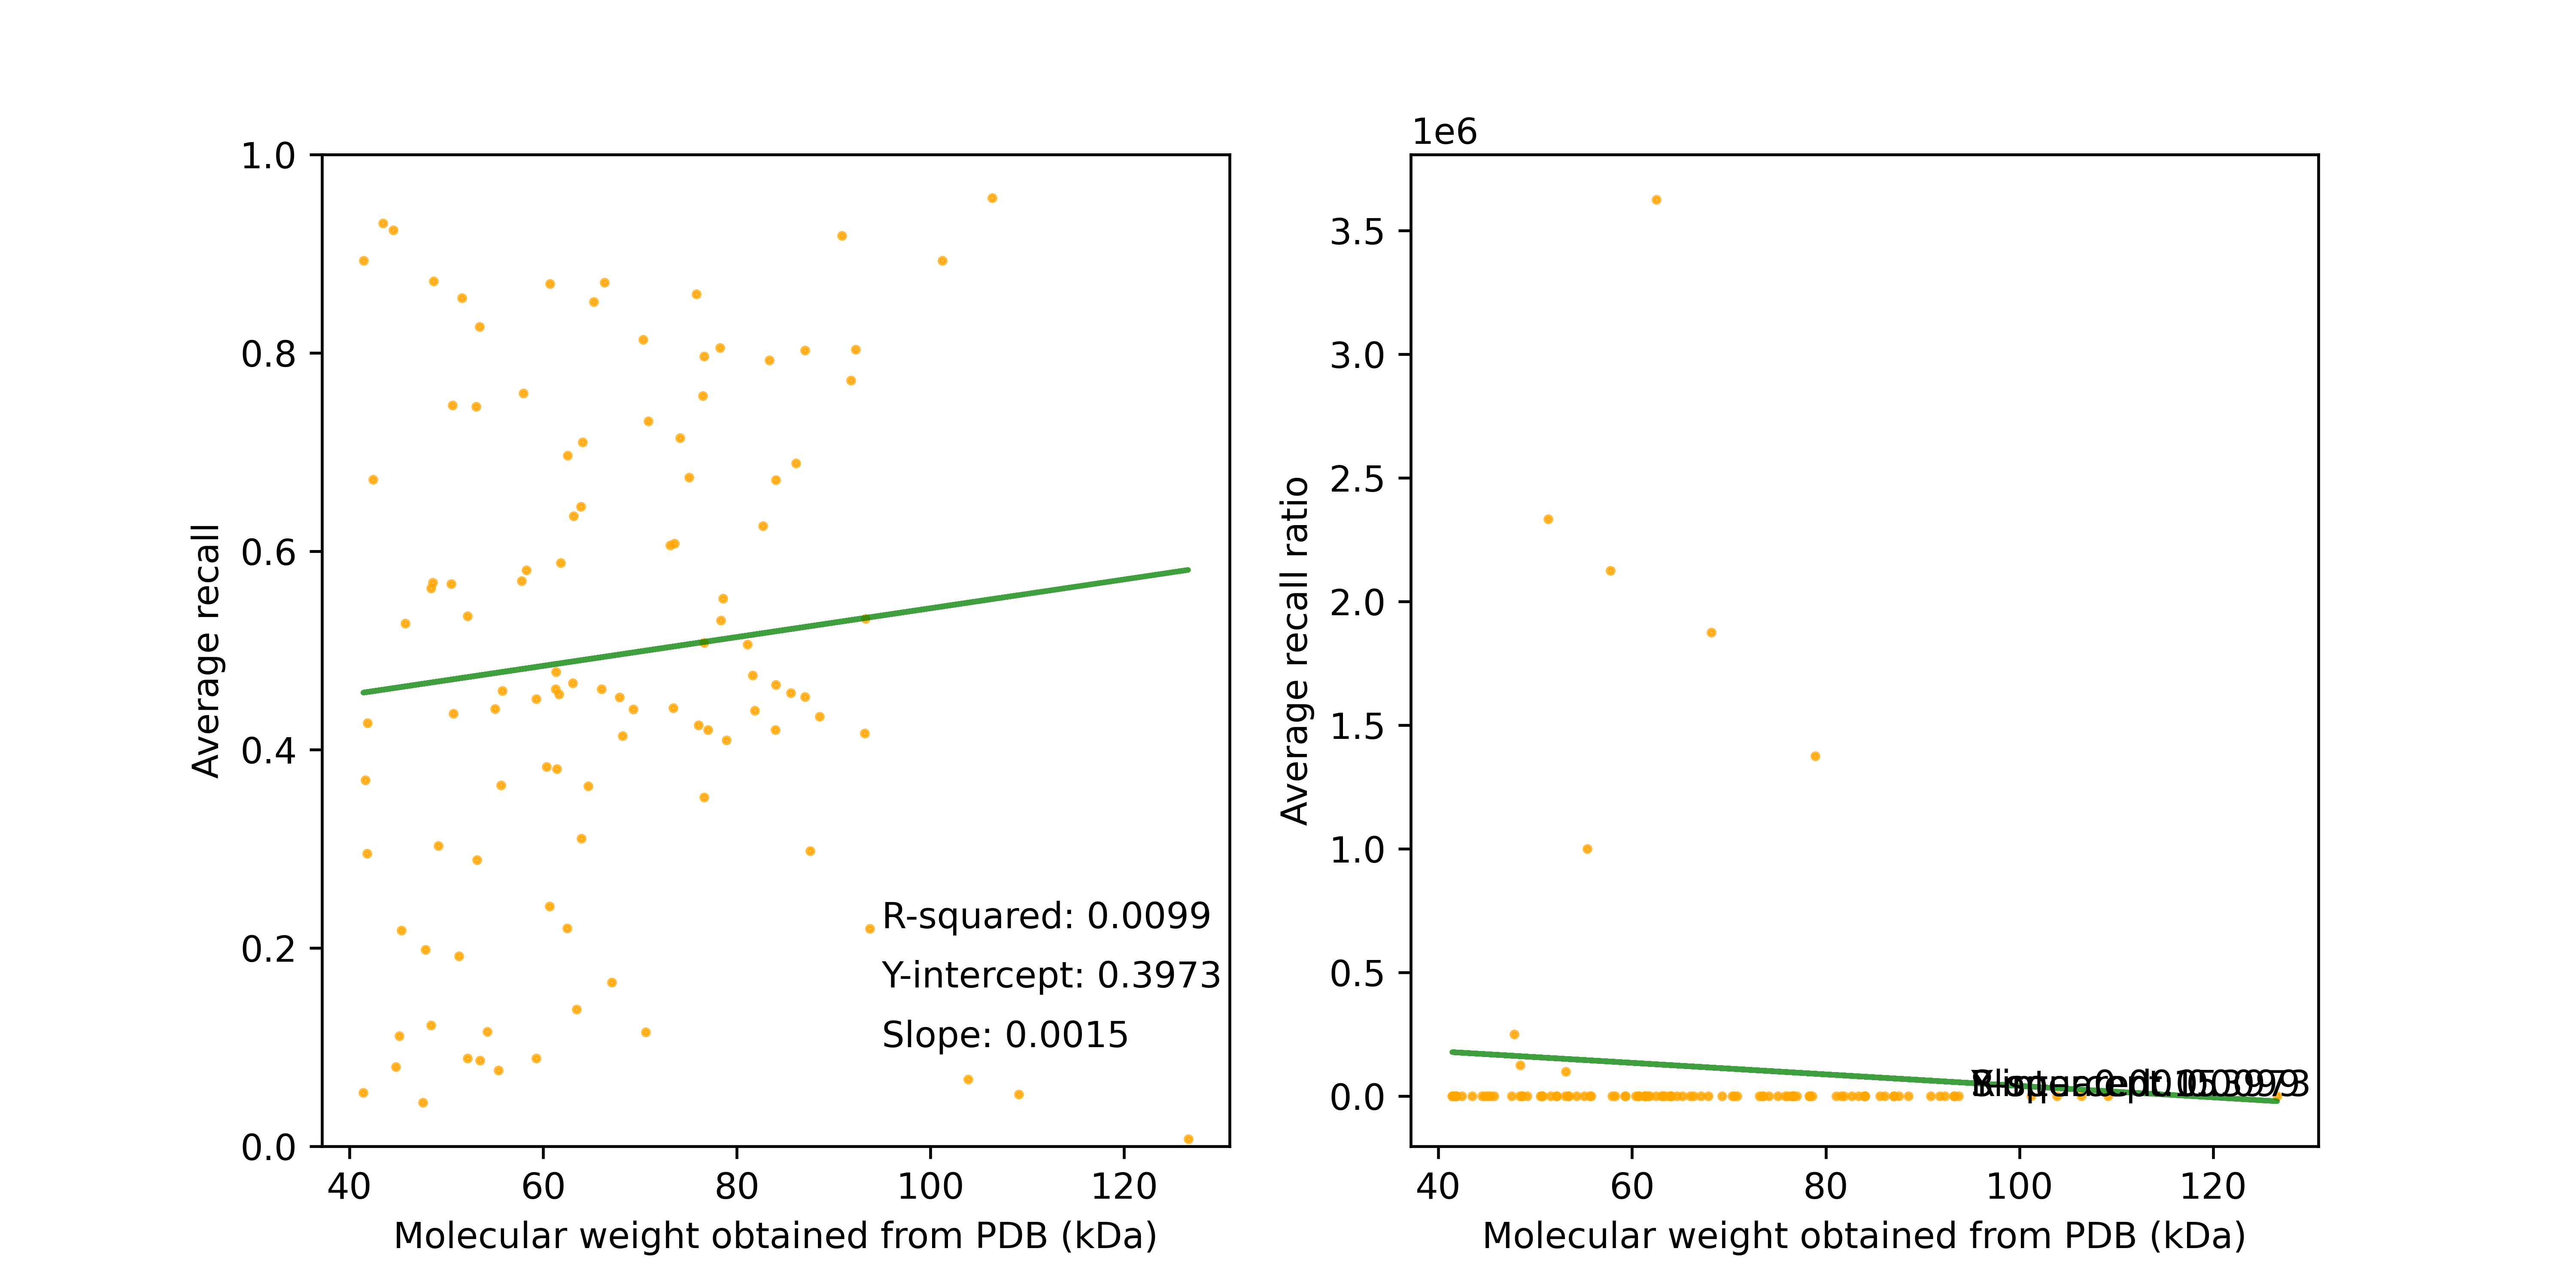 1.0
0.8
0.6
0.4
0.2
0.0
Average recall
R-squared: 0.0099
Y-intercept: 0.3973
Slope: 0.0015
40 60 80 100 120
Molecular weight obtained from PDB (kDa)
1e6
3.5
3.0
2.5
2.0
1.5
1.0
0.5
0.0
Average recall ratio
40 60 80 100 120
Molecular weight obtained from PDB (kDa)